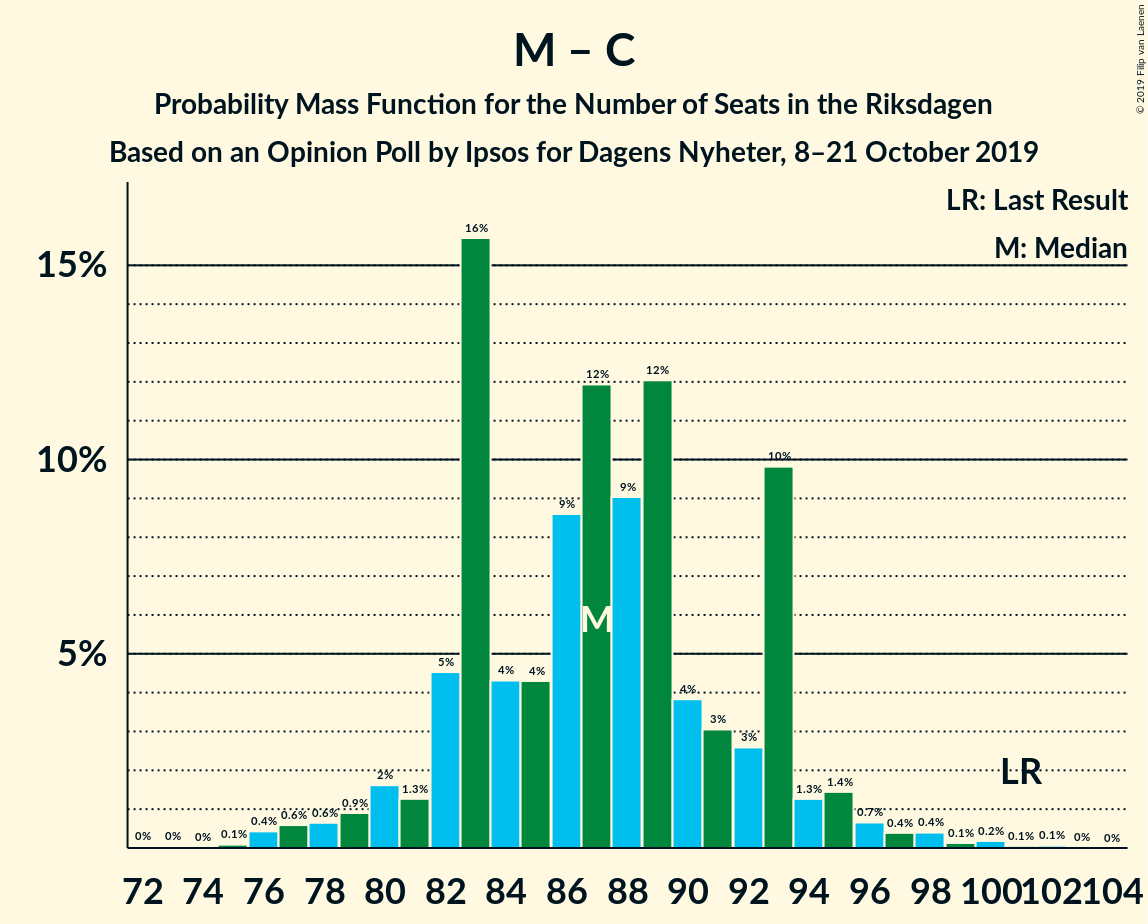 M – C
Probability Mass Function for the Number of Seats in the Riksdagen
Based on an Opinion Poll by Ipsos for Dagens Nyheter, 8–21 October 2019
© 2019 Filip van Laenen
LR: Last Result
M: Median
15%
10%
5%
0% 0% 0% 0.1% 0.4% 0.6% 0.6% 0.9% 2% 1.3% 5% 16% 4% 4% 9% 12% 9% 12% 4% 3% 3% 10% 1.3% 1.4% 0.7% 0.4% 0.4% 0.1% 0.2% 0.1% 0.1% 0% 0%
M
LR
72 74 76 78 80 82 84 86 88 90 92 94 96 98 100 102 104